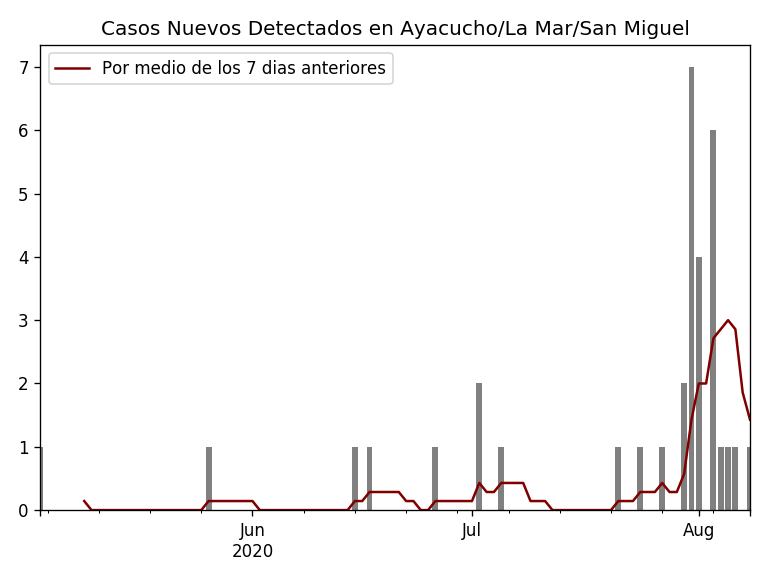 Casos Nuevos Detectados en Ayacucho/La Mar/San Miguel
Por medio de los 7 dias anteriores
7
6
5
4
3
2
1
0
Jun
2020
Jul
Aug